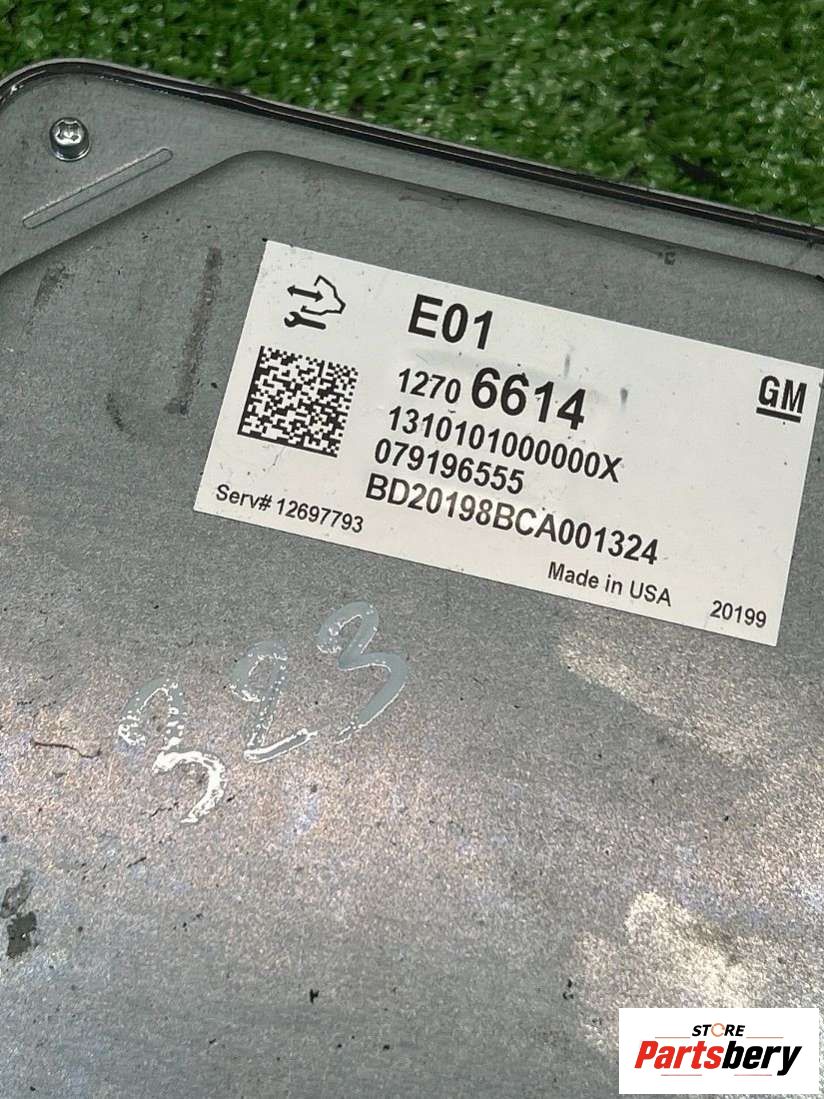 E01
GM
1270 6614
1310101000000X
079196555
BD20198BCA001324
Serv# 12697793
Made in USA
20199
323
STORE
Partsbery